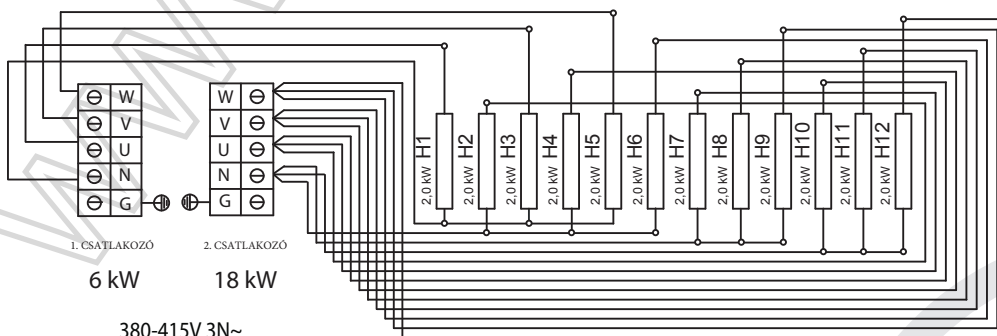 W
V
U
N
G
W
V
U
N
G
1. CSATLAKOZÓ
6 kW
2. CSATLAKOZÓ
18 kW
380-415V 3N~
2,0 kW H1
2,0 kW H2
2,0 kW H3
2,0 kW H4
2,0 kW H5
2,0 kW H6
2,0 kW H7
2,0 kW H8
2,0 kW H9
2,0 kW H10
2,0 kW H11
2,0 kW H12